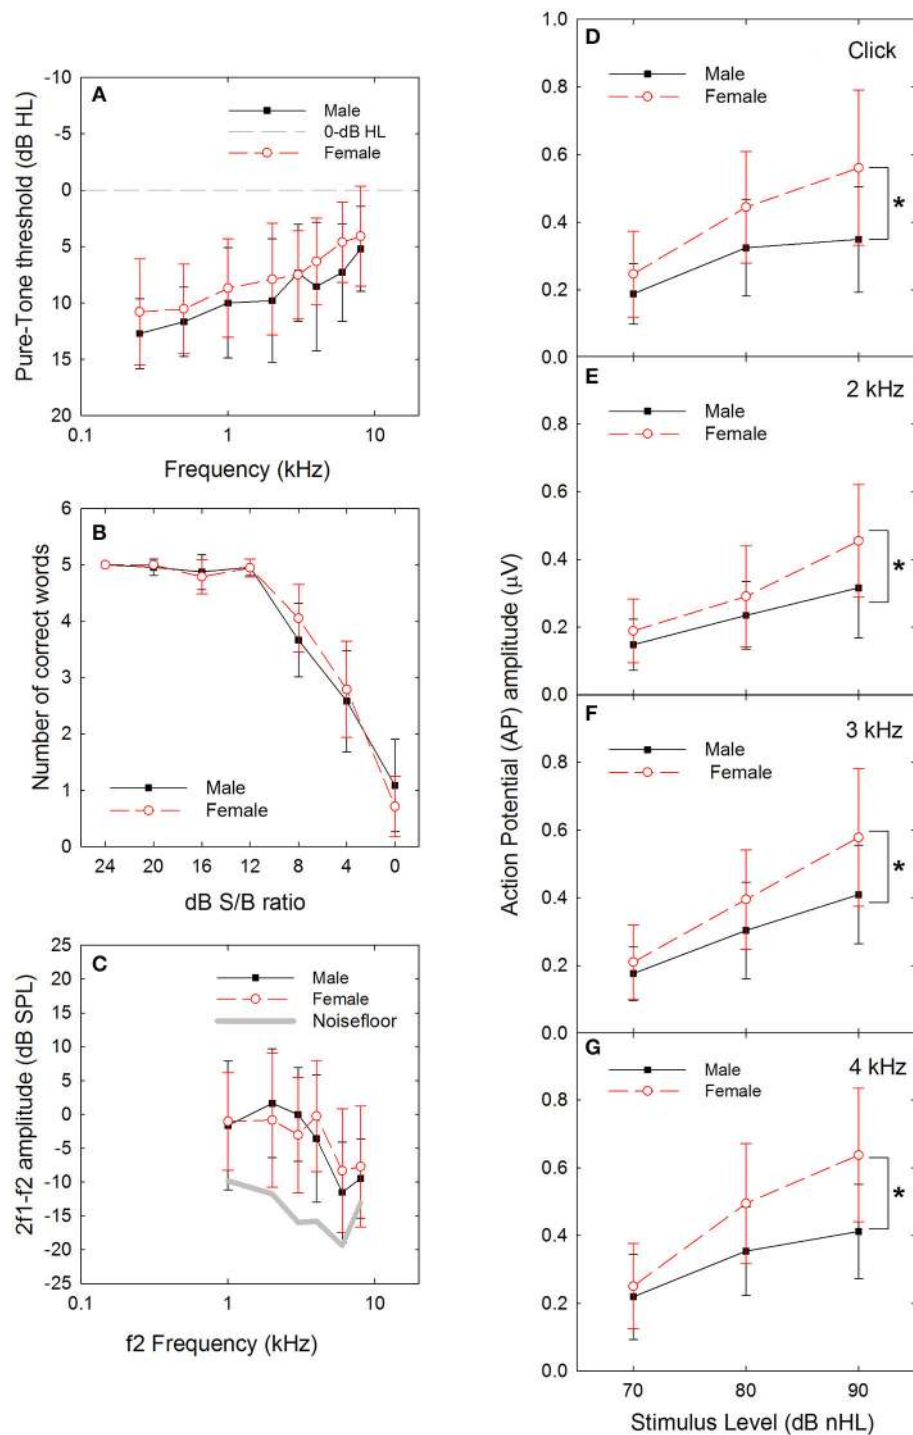 A
Male
0-dB HL
Female
-10
-5
0
5
10
15
20
0.1
1
10
Pure-Tone threshold (dB HL)
Frequency (kHz)
B
Male
Female
6
5
4
3
2
1
0
24
20
16
12
8
4
0
Number of correct words
dB S/B ratio
C
Male
Female
Noisefloor
25
20
15
10
5
0
-5
-10
-15
-20
-25
0.1
1
10
2f1-f2 amplitude (dB SPL)
f2 Frequency (kHz)
D
Click
Male
Female
1.0
0.8
0.6
0.4
0.2
0.0
*
E
2 kHz
Male
Female
0.8
0.6
0.4
0.2
0.0
*
F
3 kHz
Male
Female
0.8
0.6
0.4
0.2
0.0
*
G
4 kHz
Male
Female
0.8
0.6
0.4
0.2
0.0
*
70
80
90
Action Potential (AP) amplitude (μV)
Stimulus Level (dB nHL)